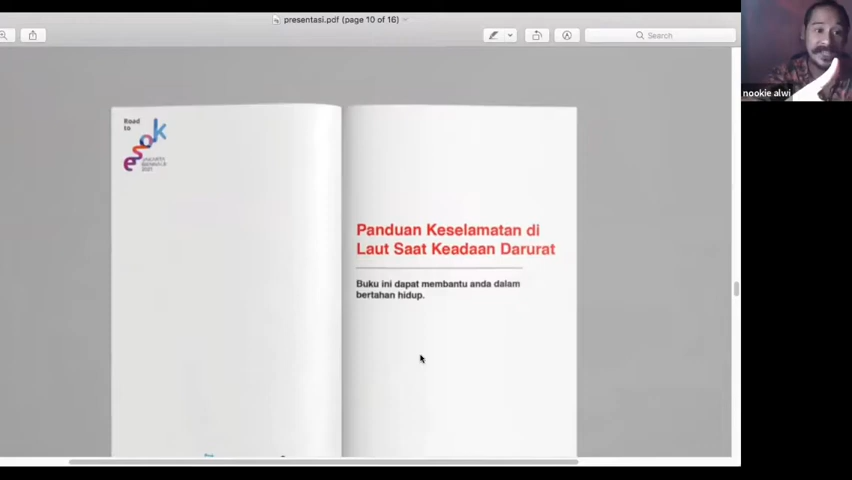 presentasi.pdf (page 10 of 16)
Search
nookie alwi
Road
to
esok
JAKARTA
BIENNALE
2021
Panduan Keselamatan di
Laut Saat Keadaan Darurat
Buku ini dapat membantu anda dalam
bertahan hidup.